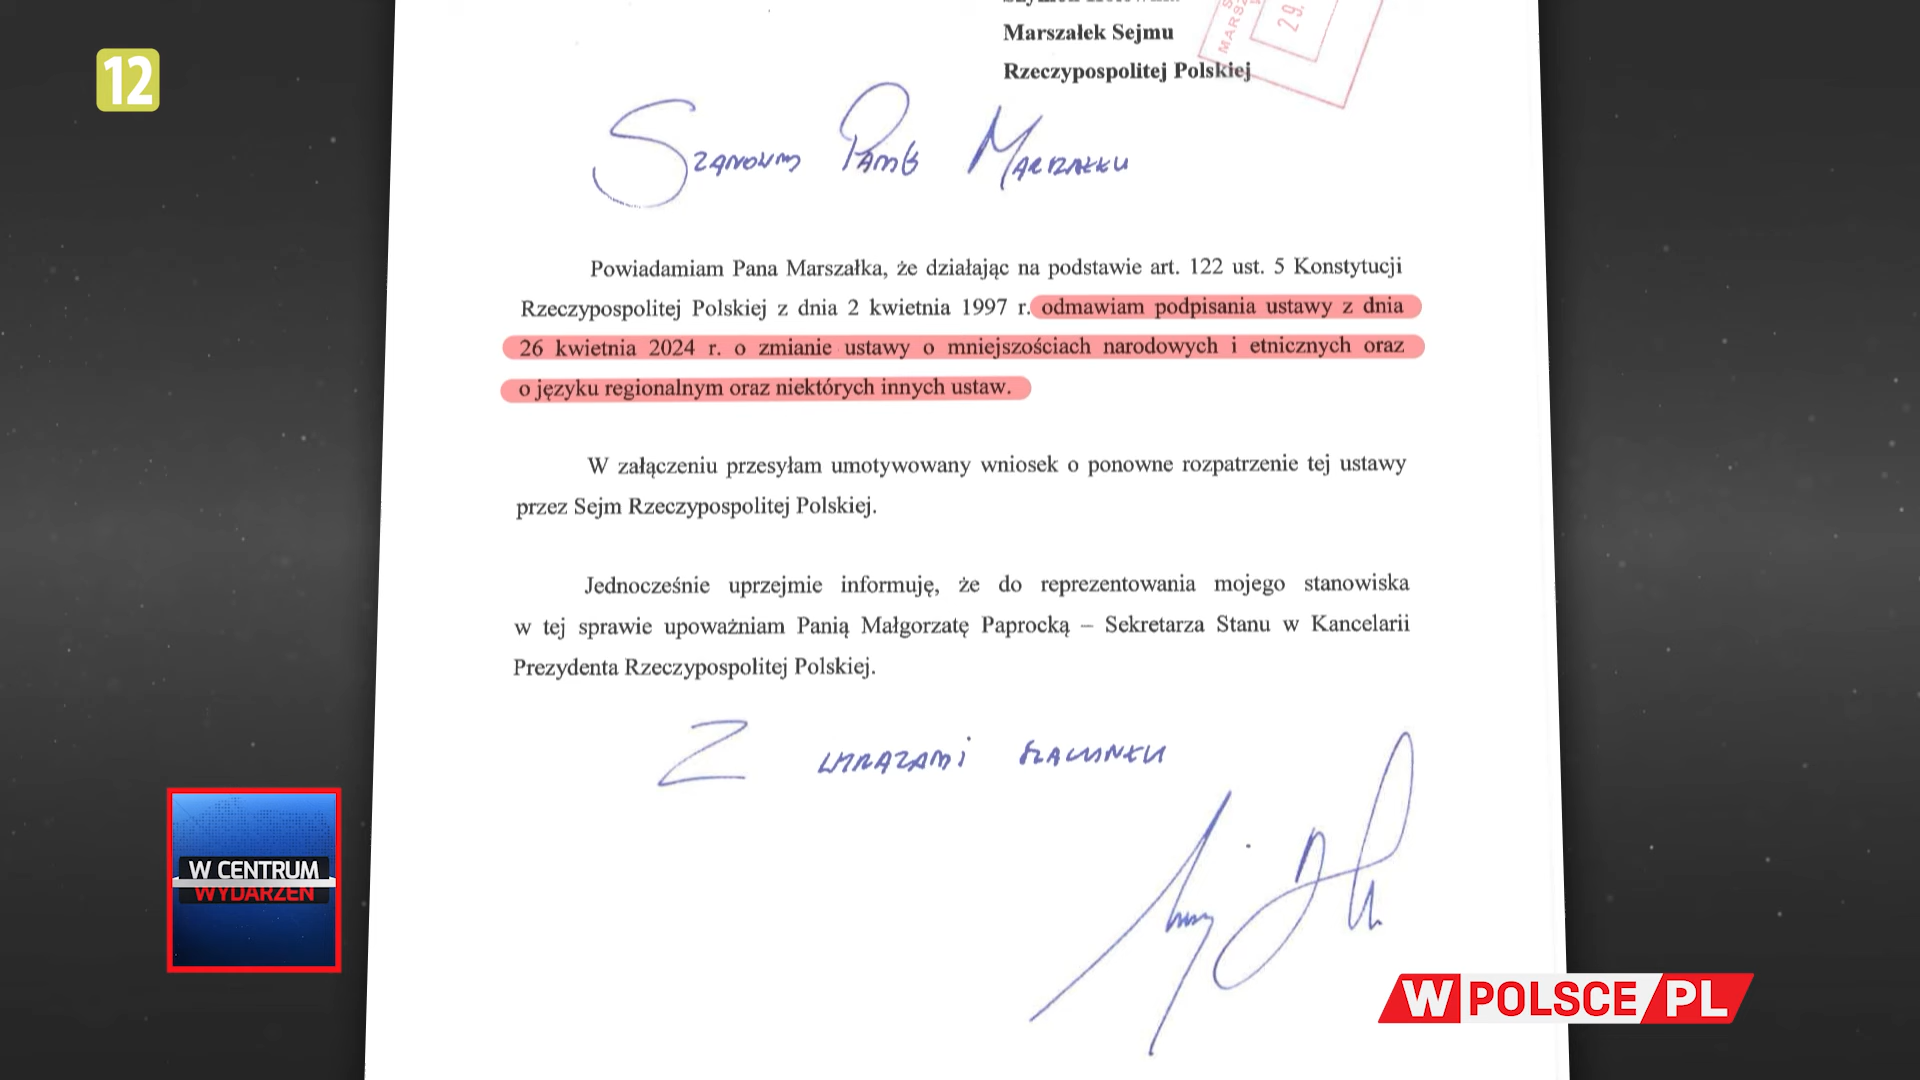 12
Marszałek Sejmu
Rzeczypospolitej Polskiej
MARSZ
29.
Szanowny Panie Marszałku
Powiadamiam Pana Marszałka, że działając na podstawie art. 122 ust. 5 Konstytucji
Rzeczypospolitej Polskiej z dnia 2 kwietnia 1997 r. odmawiam podpisania ustawy z dnia
26 kwietnia 2024 r. o zmianie ustawy o mniejszościach narodowych i etnicznych oraz
o języku regionalnym oraz niektórych innych ustaw.
W załączeniu przesyłam umotywowany wniosek o ponowne rozpatrzenie tej ustawy
przez Sejm Rzeczypospolitej Polskiej.
Jednocześnie uprzejmie informuję, że do reprezentowania mojego stanowiska
w tej sprawie upoważniam Panią Małgorzatę Paprocką – Sekretarza Stanu w Kancelarii
Prezydenta Rzeczypospolitej Polskiej.
Z wyrazami szacunku
W CENTRUM
WYDARZEŃ
W POLSCE/PL